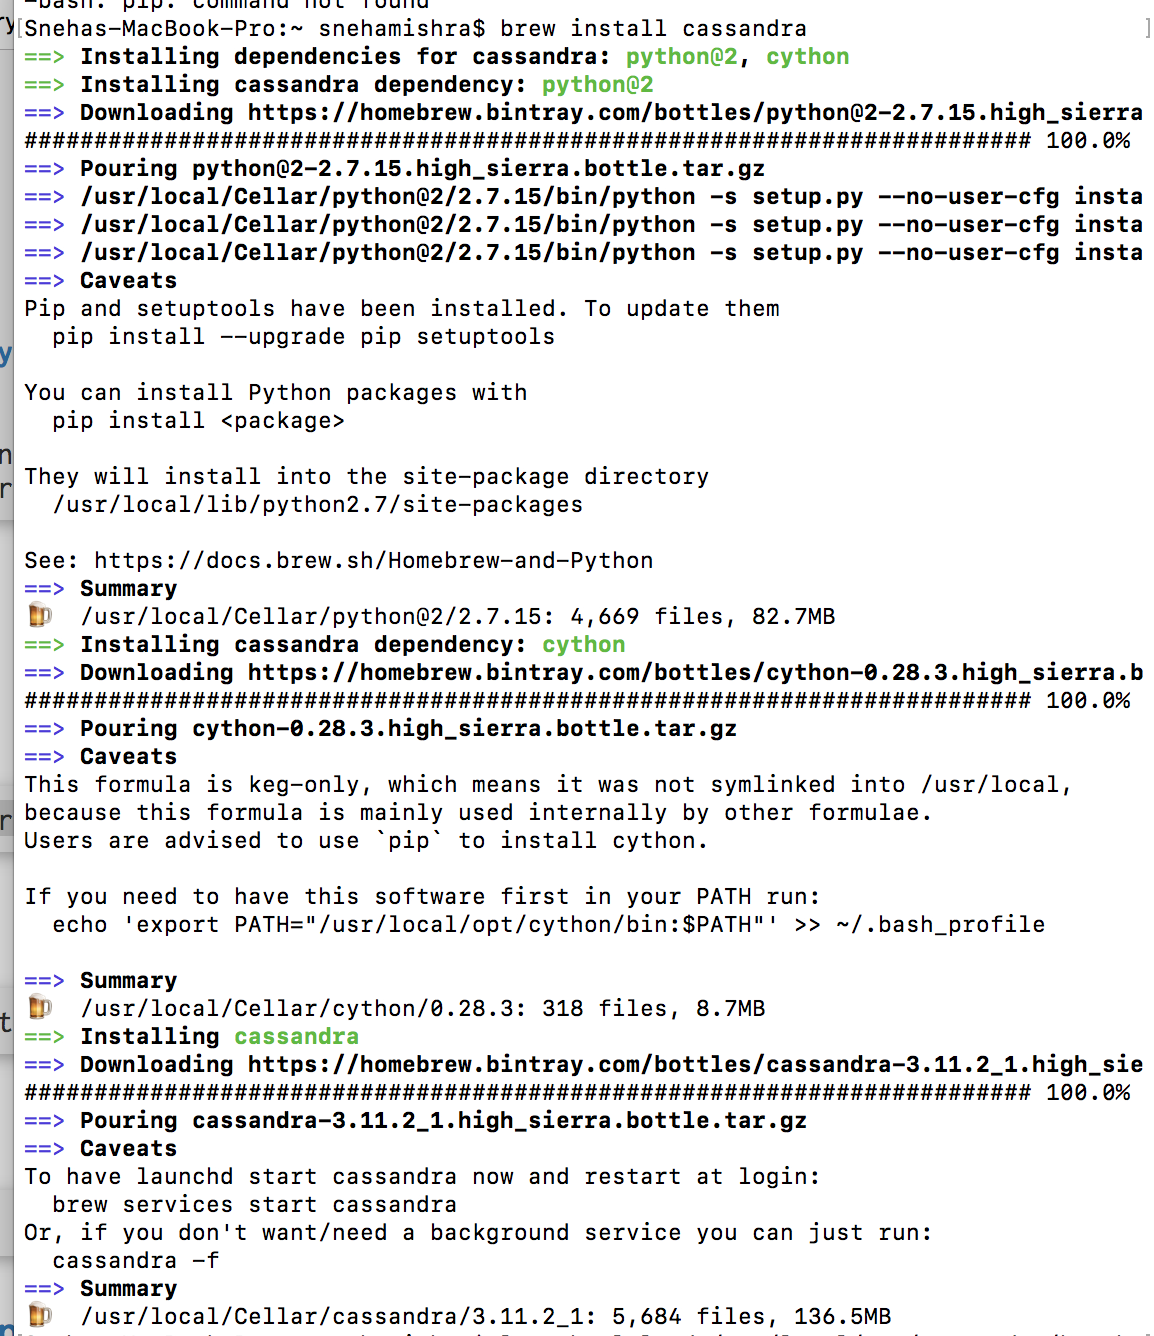 -bash: pip: command not found
Snehas-MacBook-Pro:~ snehamishra$ brew install cassandra
==> Installing dependencies for cassandra: python@2, cython
==> Installing cassandra dependency: python@2
==> Downloading https://homebrew.bintray.com/bottles/python@2-2.7.15.high_sierra
######################################################################## 100.0%
==> Pouring python@2-2.7.15.high_sierra.bottle.tar.gz
==> /usr/local/Cellar/python@2/2.7.15/bin/python -s setup.py --no-user-cfg insta
==> /usr/local/Cellar/python@2/2.7.15/bin/python -s setup.py --no-user-cfg insta
==> /usr/local/Cellar/python@2/2.7.15/bin/python -s setup.py --no-user-cfg insta
==> Caveats
Pip and setuptools have been installed. To update them
  pip install --upgrade pip setuptools

You can install Python packages with
  pip install <package>

They will install into the site-package directory
  /usr/local/lib/python2.7/site-packages

See: https://docs.brew.sh/Homebrew-and-Python
==> Summary
🍺  /usr/local/Cellar/python@2/2.7.15: 4,669 files, 82.7MB
==> Installing cassandra dependency: cython
==> Downloading https://homebrew.bintray.com/bottles/cython-0.28.3.high_sierra.b
######################################################################## 100.0%
==> Pouring cython-0.28.3.high_sierra.bottle.tar.gz
==> Caveats
This formula is keg-only, which means it was not symlinked into /usr/local,
because this formula is mainly used internally by other formulae.
Users are advised to use `pip` to install cython.

If you need to have this software first in your PATH run:
  echo 'export PATH="/usr/local/opt/cython/bin:$PATH"' >> ~/.bash_profile

==> Summary
🍺  /usr/local/Cellar/cython/0.28.3: 318 files, 8.7MB
==> Installing cassandra
==> Downloading https://homebrew.bintray.com/bottles/cassandra-3.11.2_1.high_sie
######################################################################## 100.0%
==> Pouring cassandra-3.11.2_1.high_sierra.bottle.tar.gz
==> Caveats
To have launchd start cassandra now and restart at login:
  brew services start cassandra
Or, if you don't want/need a background service you can just run:
  cassandra -f
==> Summary
🍺  /usr/local/Cellar/cassandra/3.11.2_1: 5,684 files, 136.5MB